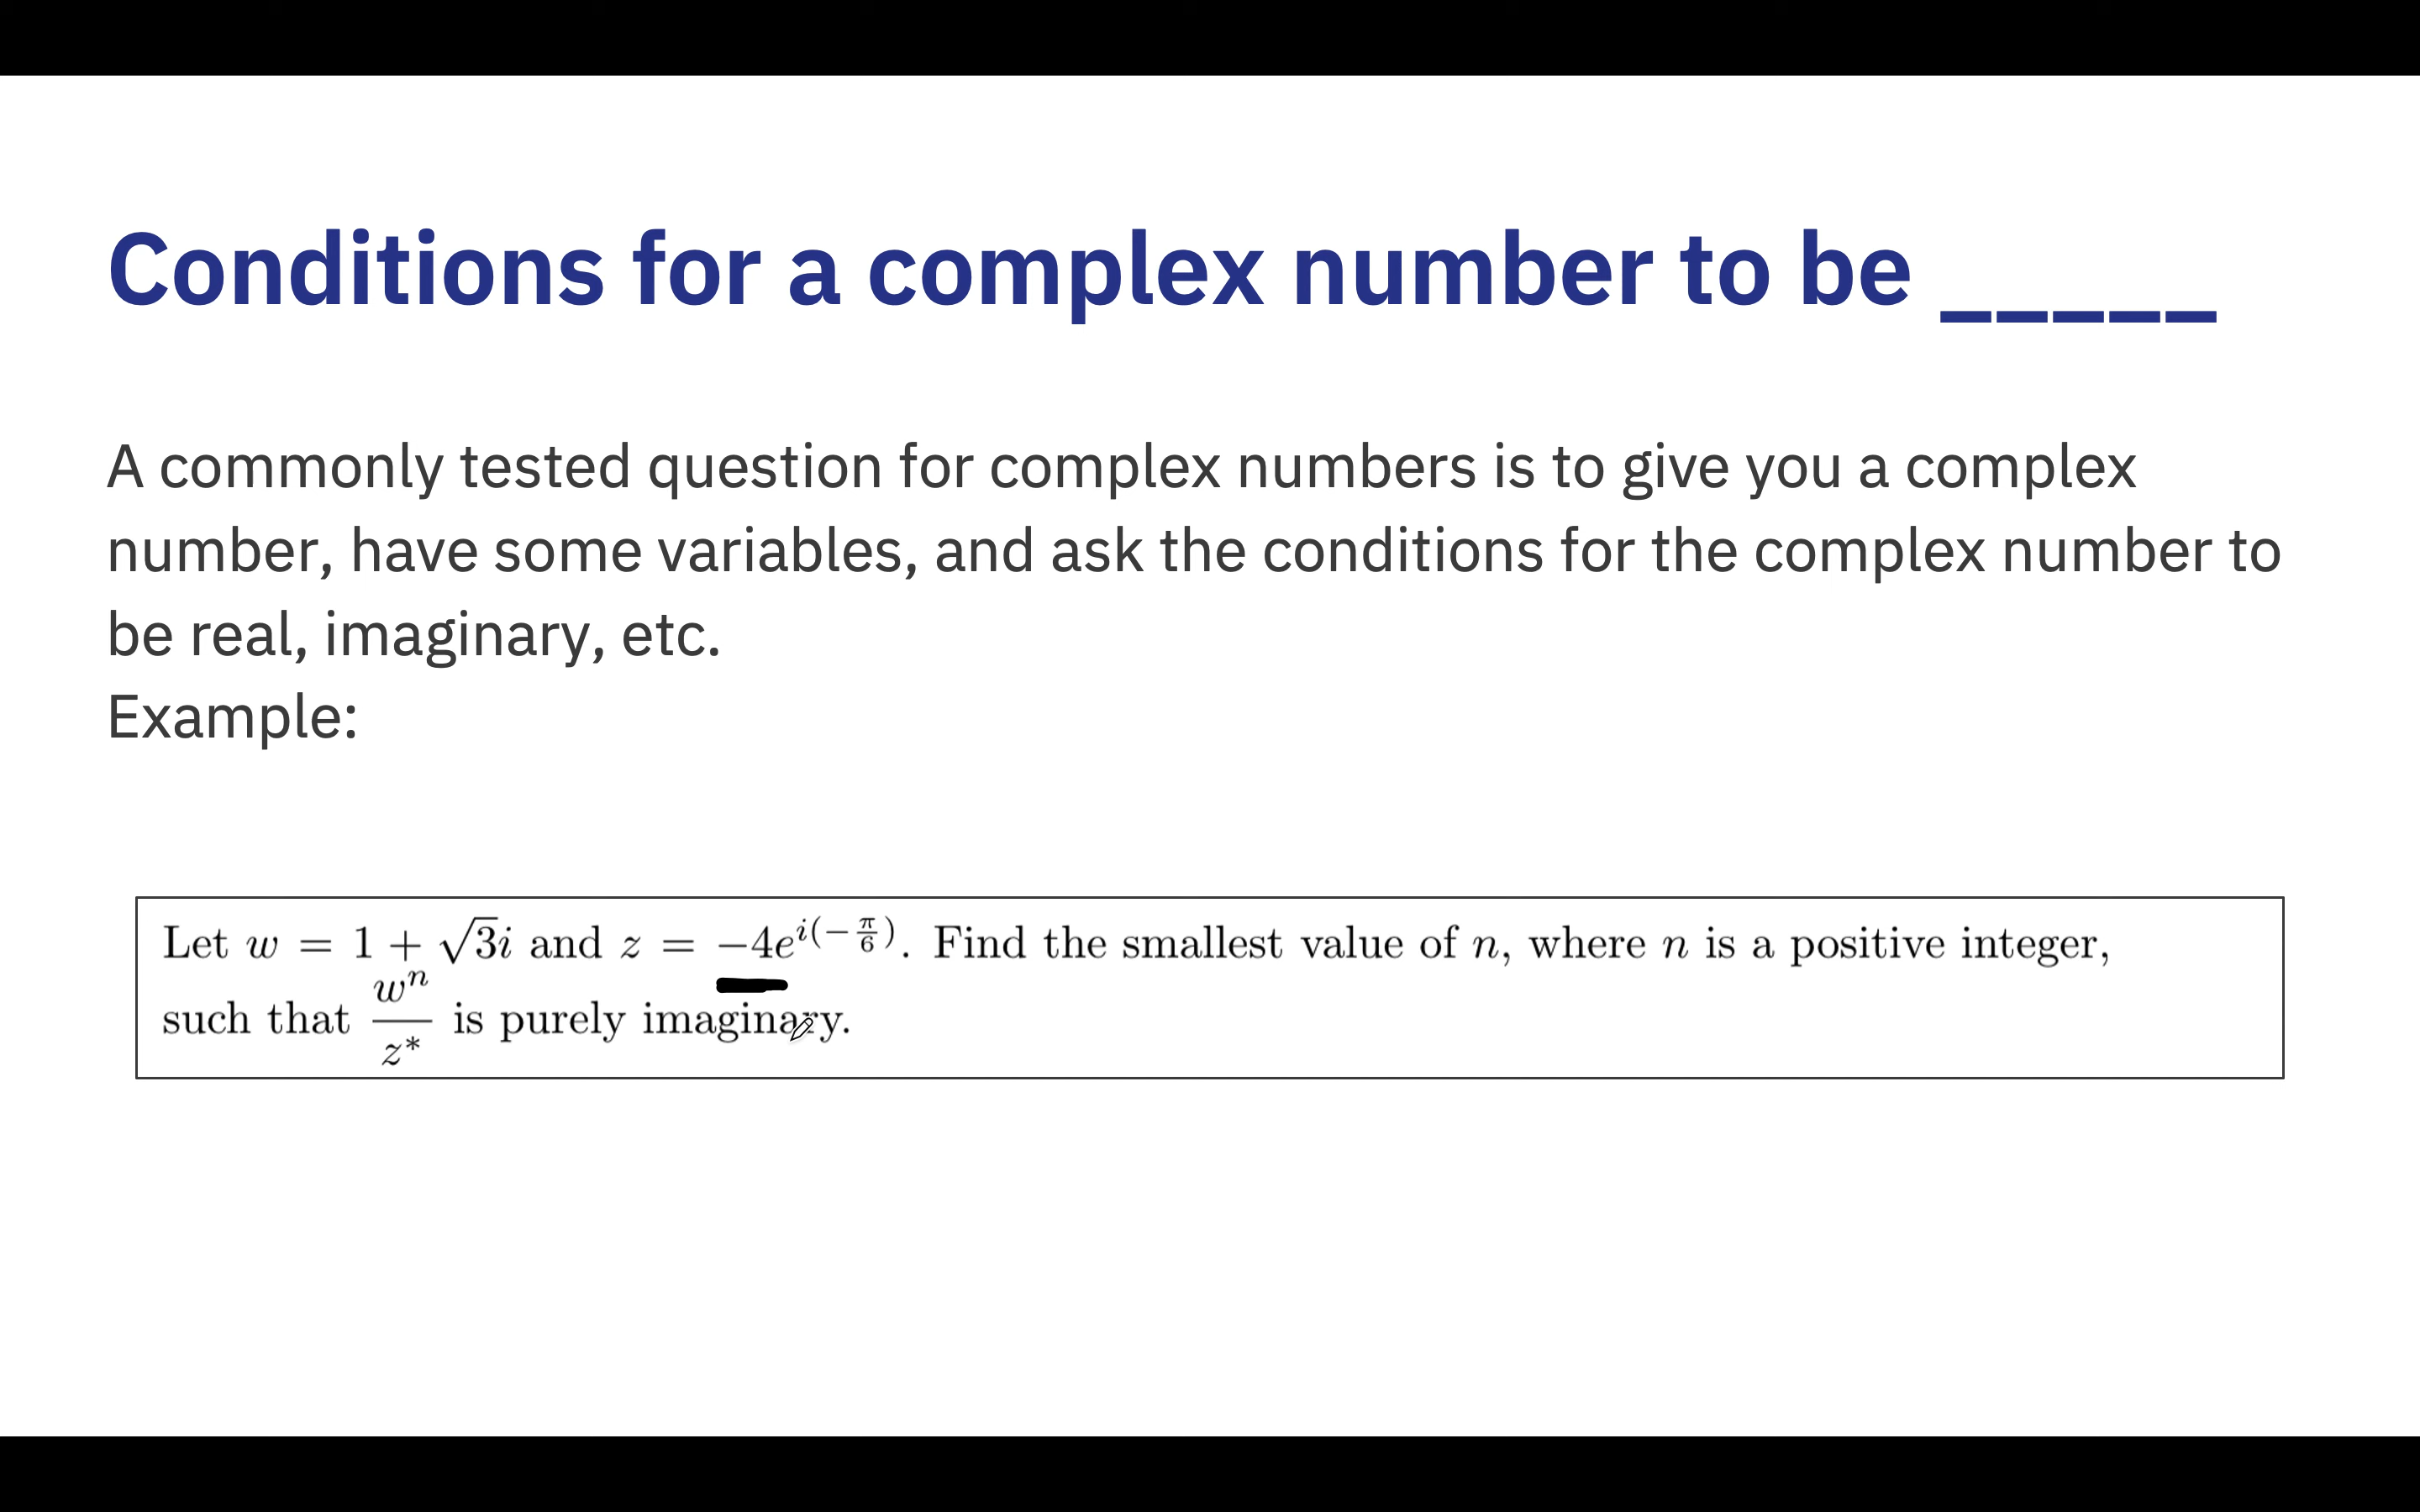 Conditions for a complex number to be _____
A commonly tested question for complex numbers is to give you a complex
number, have some variables, and ask the conditions for the complex number to
be real, imaginary, etc.
Example:
Let w = 1 + √3i and z = −4e^{i(−π/6)}. Find the smallest value of n, where n is a positive integer,
such that w^n/z* is purely imaginary.